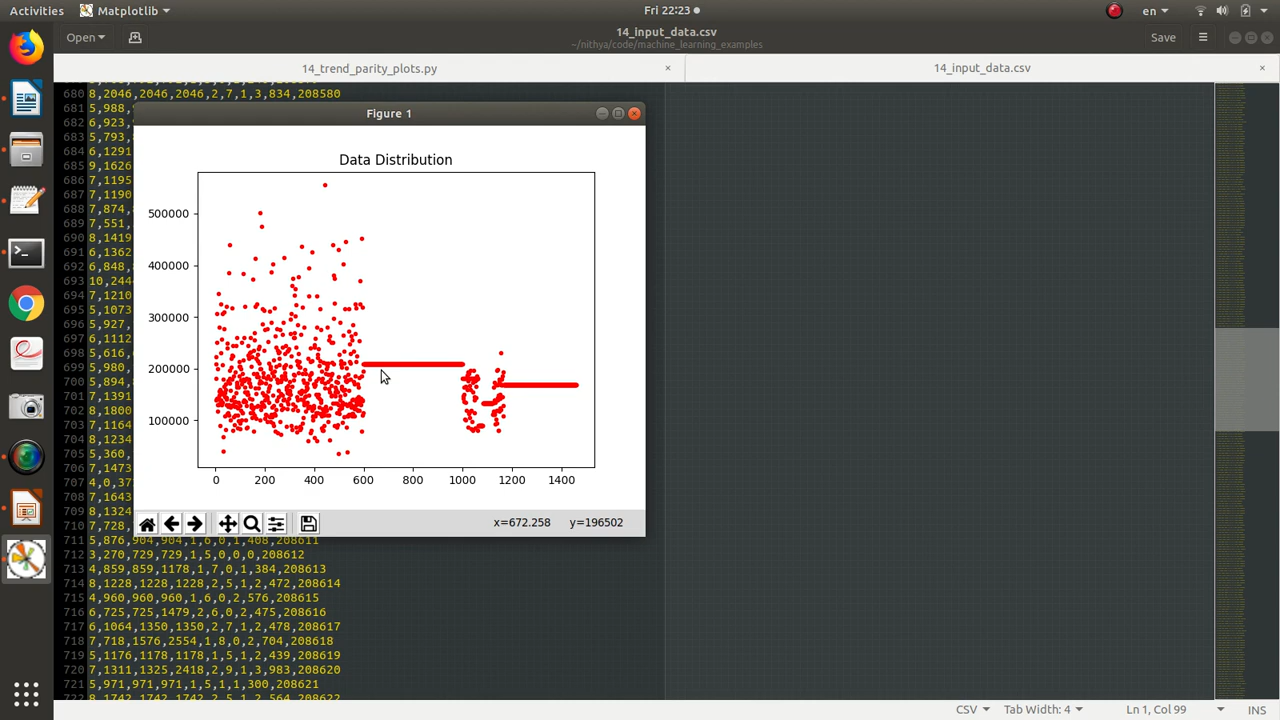 Activities
Matplotlib
Fri 22:23
en
Open
14_input_data.csv
~/nithya/code/machine_learning_examples
Save
14_trend_parity_plots.py
14_input_data.csv
680 8,2046,2046,2046,2,7,1,3,834,208580
681 5,988,
682 6,923,
683 5,793,
684 6,1291
685 9,1626
686 7,1195
687 7,1190
688 7,874
689 7,551,
690 8,1419
691 6,1362
692 6,848,
693 10,244
694 7,1210
695 5,1073
696 5,927,
697 6,1112
698 5,616,
699 5,980,
700 5,894,
701 7,1391
702 8,1800
703 7,1164
704 8,1234
705 5,360,
706 7,1473
707 4,0,37
708 7,1643
709 8,1324
710 7,728,
Figure 1
Data Distribution
500000
400000
300000
200000
100000
0 200 400 600 800 1000 1200 1400
x=672.258 y=196502
711 5,876,904,904,1,6,0,1,408,208611
712 3,270,729,729,1,5,0,0,0,208612
713 4,859,859,1178,1,7,0,1,384,208613
714 8,1228,1228,1228,2,5,1,2,472,208614
715 4,960,960,960,1,6,0,2,576,208615
716 6,725,725,1479,2,6,0,2,475,208616
717 6,1064,1350,1350,2,7,1,2,478,208617
718 7,718,1576,2554,1,8,0,2,704,208618
719 5,1176,1178,1178,1,5,1,2,439,208619
720 7,1311,1325,2418,2,9,1,3,983,208620
721 5,971,971,971,1,5,1,1,300,208621
8,1742,1742,1742,2,5,1,2,564,208622
CSV
Tab Width: 4
Ln 1, Col 99
INS